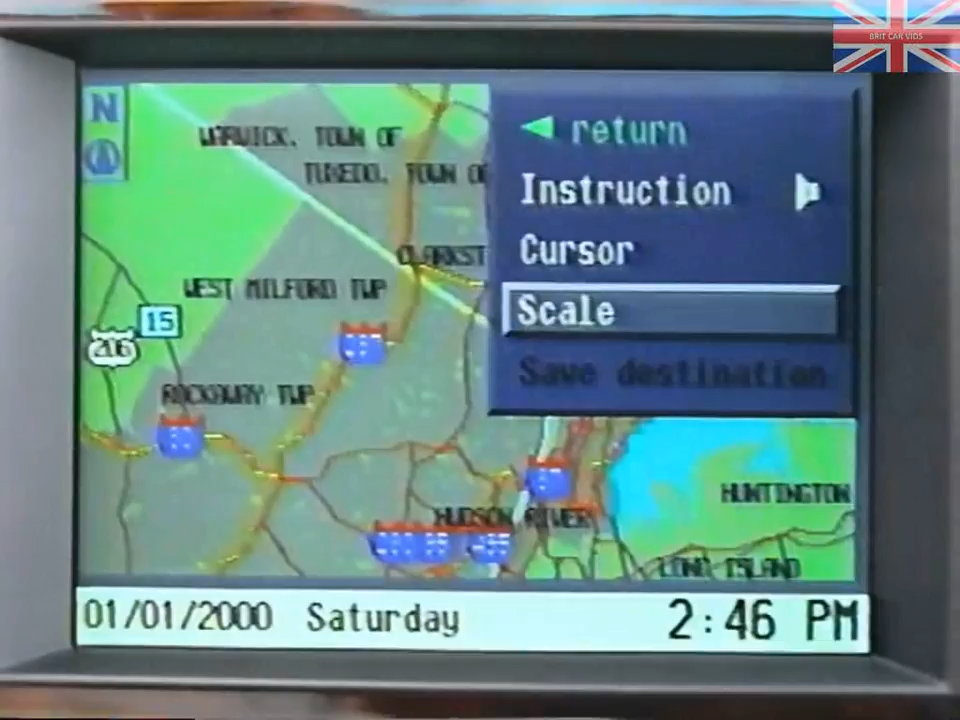 BRIT CAR VIDS
N
WARWICK, TOWN OF
TUXEDO, TOWN OF
CLARKST
WEST MILFORD TWP
15
206
ROCKAWAY TWP
return
Instruction
Cursor
Scale
Save destination
HUNTINGTON
HUDSON RIVER
LONG ISLAND
01/01/2000 Saturday 2:46 PM